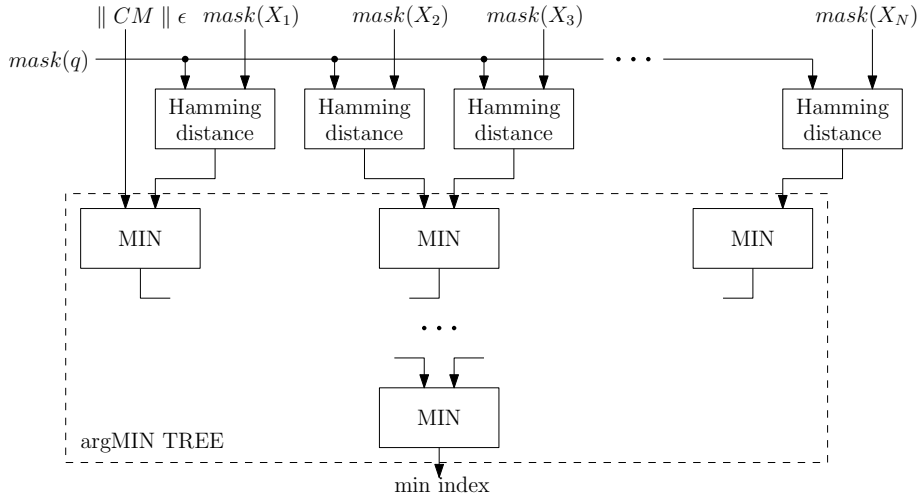 ∥ CM ∥ ϵ mask(X₁) mask(X₂) mask(X₃) mask(X_N)
mask(q)
Hamming distance
Hamming distance
Hamming distance
Hamming distance
MIN
MIN
MIN
MIN
argMIN TREE
min index